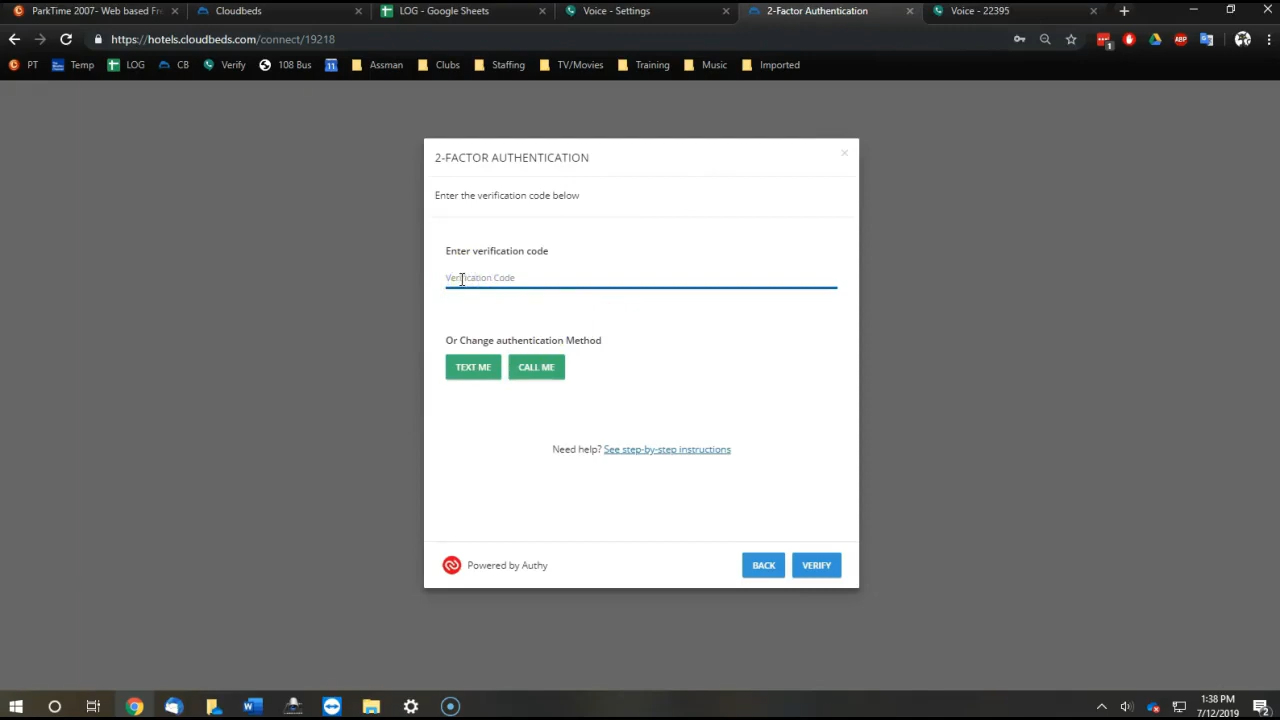 ParkTime 2007- Web based Fr
Cloudbeds
LOG - Google Sheets
Voice - Settings
2-Factor Authentication
Voice - 22395
https://hotels.cloudbeds.com/connect/19218
1
ABP
PT
Temp
LOG
CB
Verify
108 Bus
11
Assman
Clubs
Staffing
TV/Movies
Training
Music
Imported
2-FACTOR AUTHENTICATION
Enter the verification code below
Enter verification code
Verification Code
Or Change authentication Method
TEXT ME
CALL ME
Need help? See step-by-step instructions
Powered by Authy
BACK
VERIFY
1:38 PM
7/12/2019
2